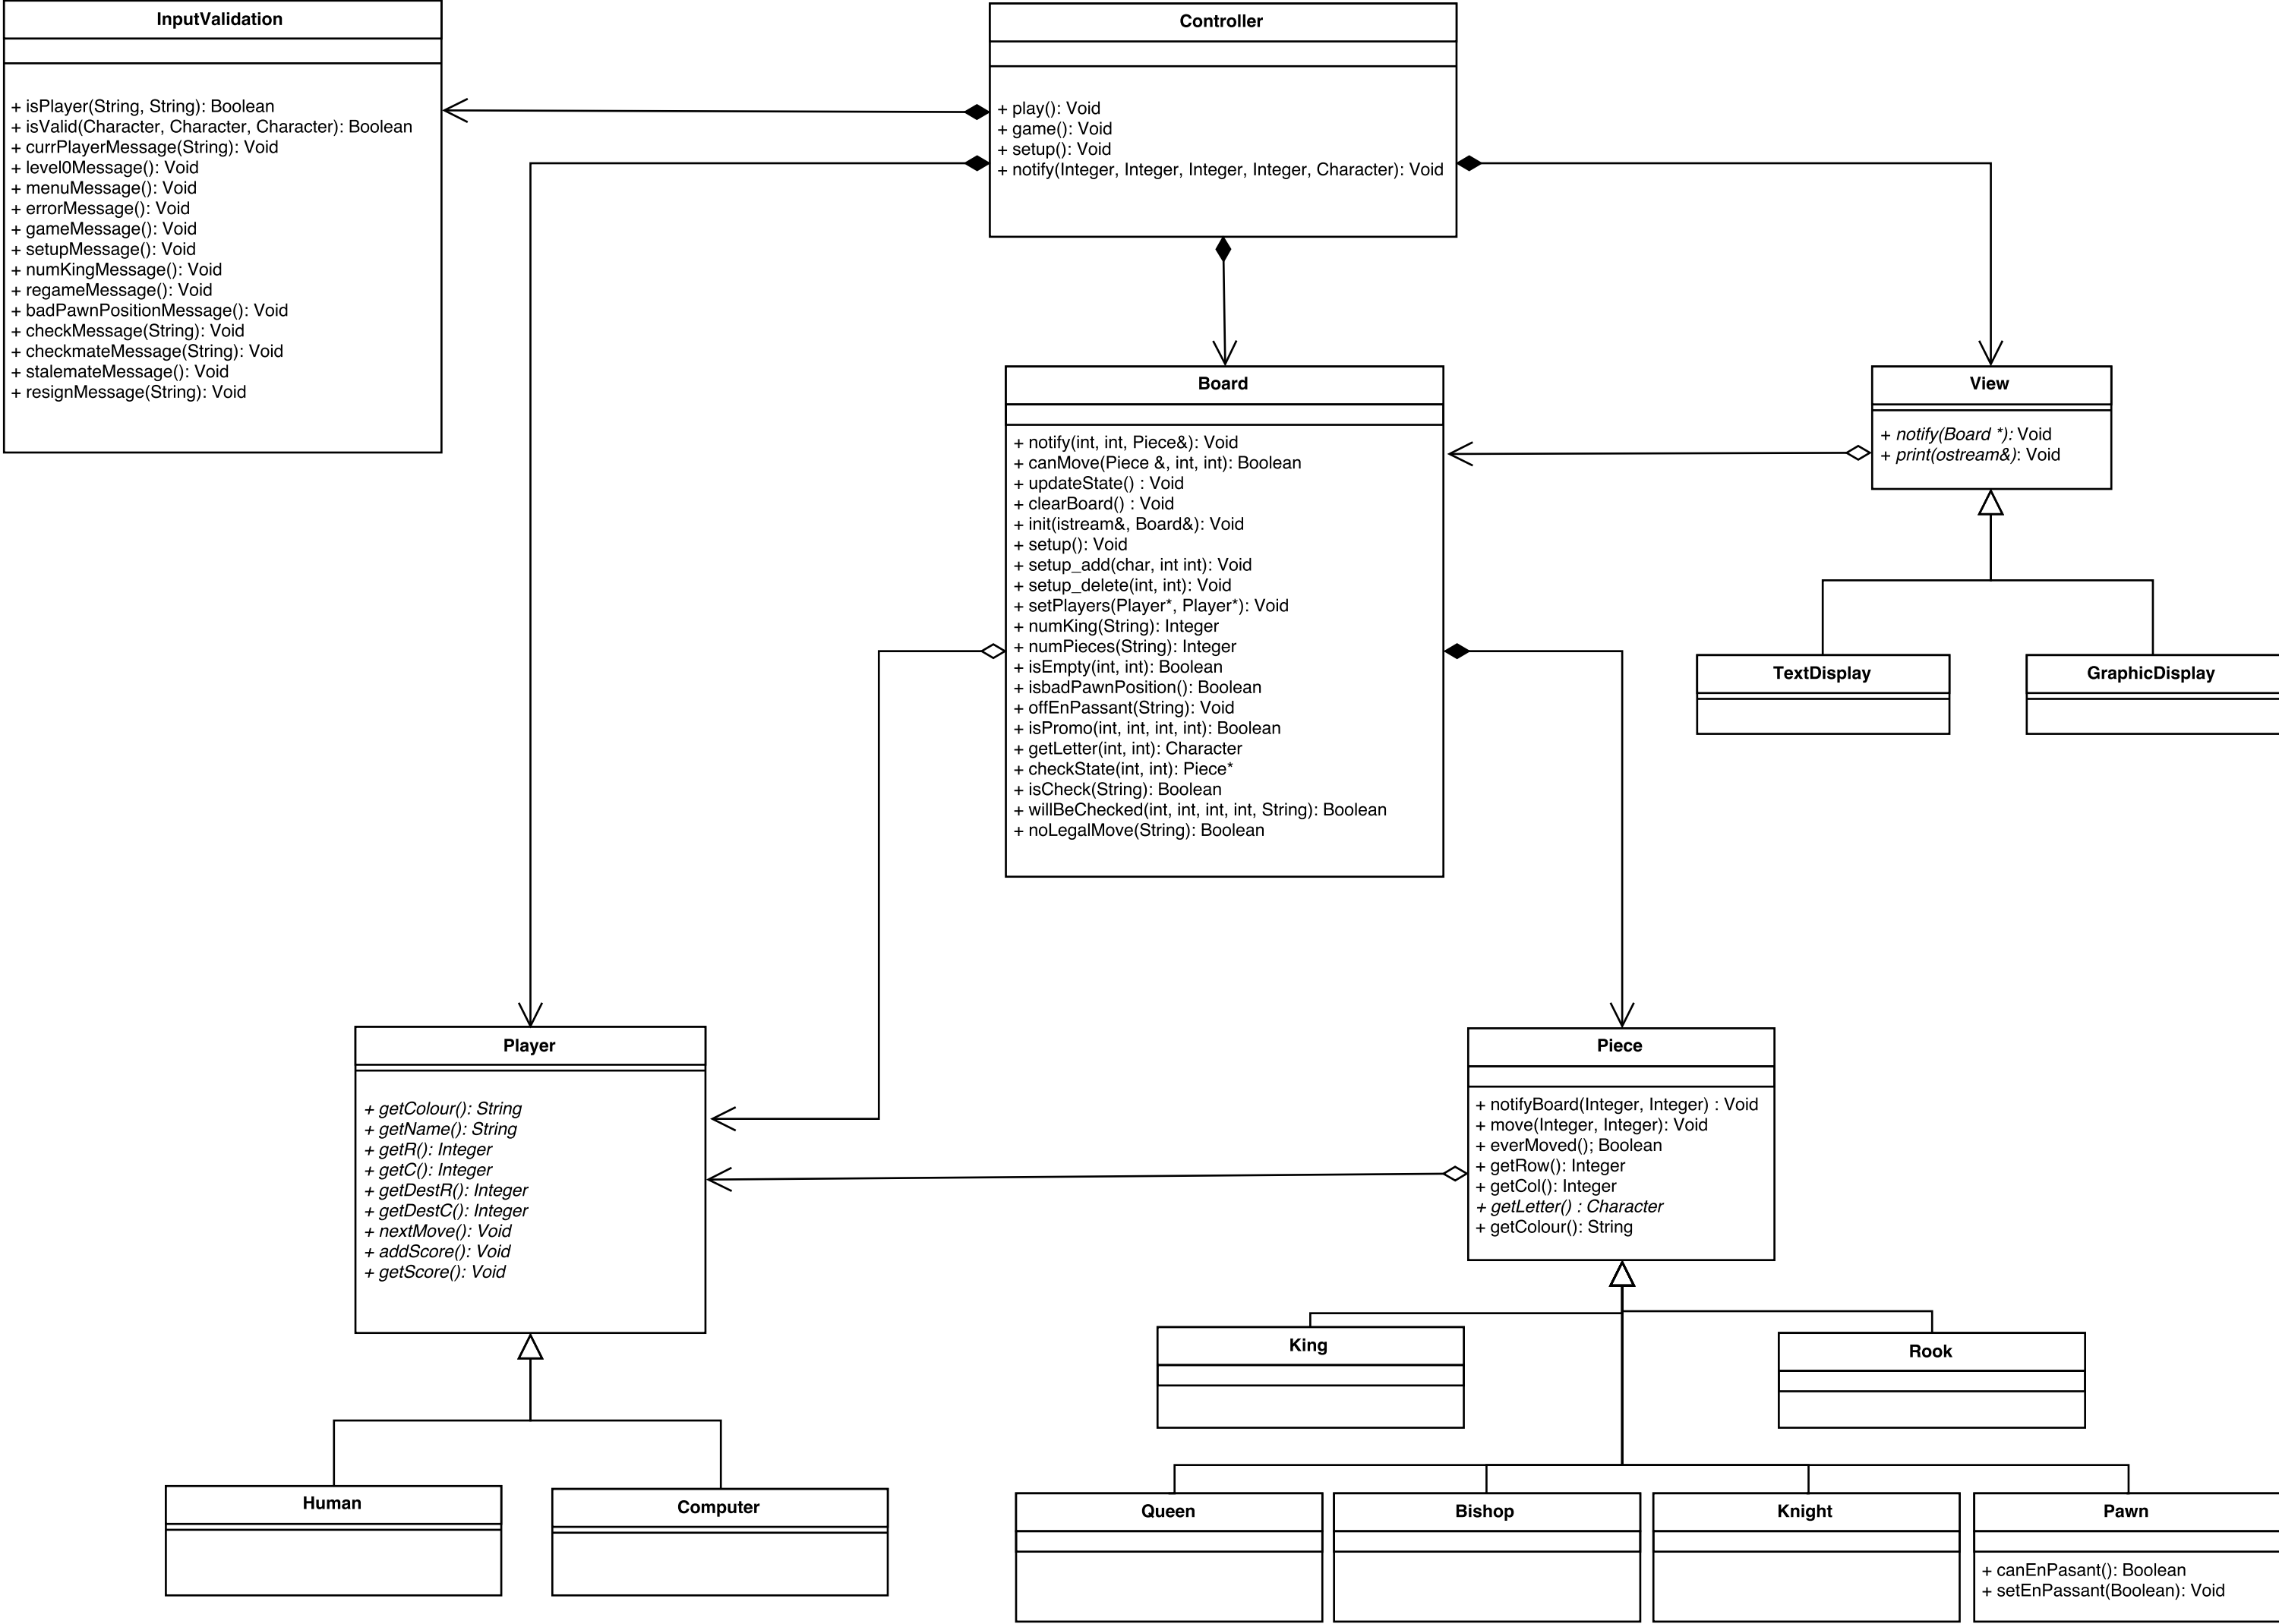 InputValidation
+ isPlayer(String, String): Boolean
+ isValid(Character, Character, Character): Boolean
+ currPlayerMessage(String): Void
+ level0Message(): Void
+ menuMessage(): Void
+ errorMessage(): Void
+ gameMessage(): Void
+ setupMessage(): Void
+ numKingMessage(): Void
+ regameMessage(): Void
+ badPawnPositionMessage(): Void
+ checkMessage(String): Void
+ checkmateMessage(String): Void
+ stalemateMessage(): Void
+ resignMessage(String): Void
Controller
+ play(): Void
+ game(): Void
+ setup(): Void
+ notify(Integer, Integer, Integer, Integer, Character): Void
Board
+ notify(int, int, Piece&): Void
+ canMove(Piece &, int, int): Boolean
+ updateState() : Void
+ clearBoard() : Void
+ init(istream&, Board&): Void
+ setup(): Void
+ setup_add(char, int int): Void
+ setup_delete(int, int): Void
+ setPlayers(Player*, Player*): Void
+ numKing(String): Integer
+ numPieces(String): Integer
+ isEmpty(int, int): Boolean
+ isbadPawnPosition(): Boolean
+ offEnPassant(String): Void
+ isPromo(int, int, int, int): Boolean
+ getLetter(int, int): Character
+ checkState(int, int): Piece*
+ isCheck(String): Boolean
+ willBeChecked(int, int, int, int, String): Boolean
+ noLegalMove(String): Boolean
View
+ notify(Board *): Void
+ print(ostream&): Void
TextDisplay
GraphicDisplay
Player
+ getColour(): String
+ getName(): String
+ getR(): Integer
+ getC(): Integer
+ getDestR(): Integer
+ getDestC(): Integer
+ nextMove(): Void
+ addScore(): Void
+ getScore(): Void
Piece
+ notifyBoard(Integer, Integer) : Void
+ move(Integer, Integer): Void
+ everMoved(); Boolean
+ getRow(): Integer
+ getCol(): Integer
+ getLetter() : Character
+ getColour(): String
King
Rook
Human
Computer
Queen
Bishop
Knight
Pawn
+ canEnPasant(): Boolean
+ setEnPassant(Boolean): Void